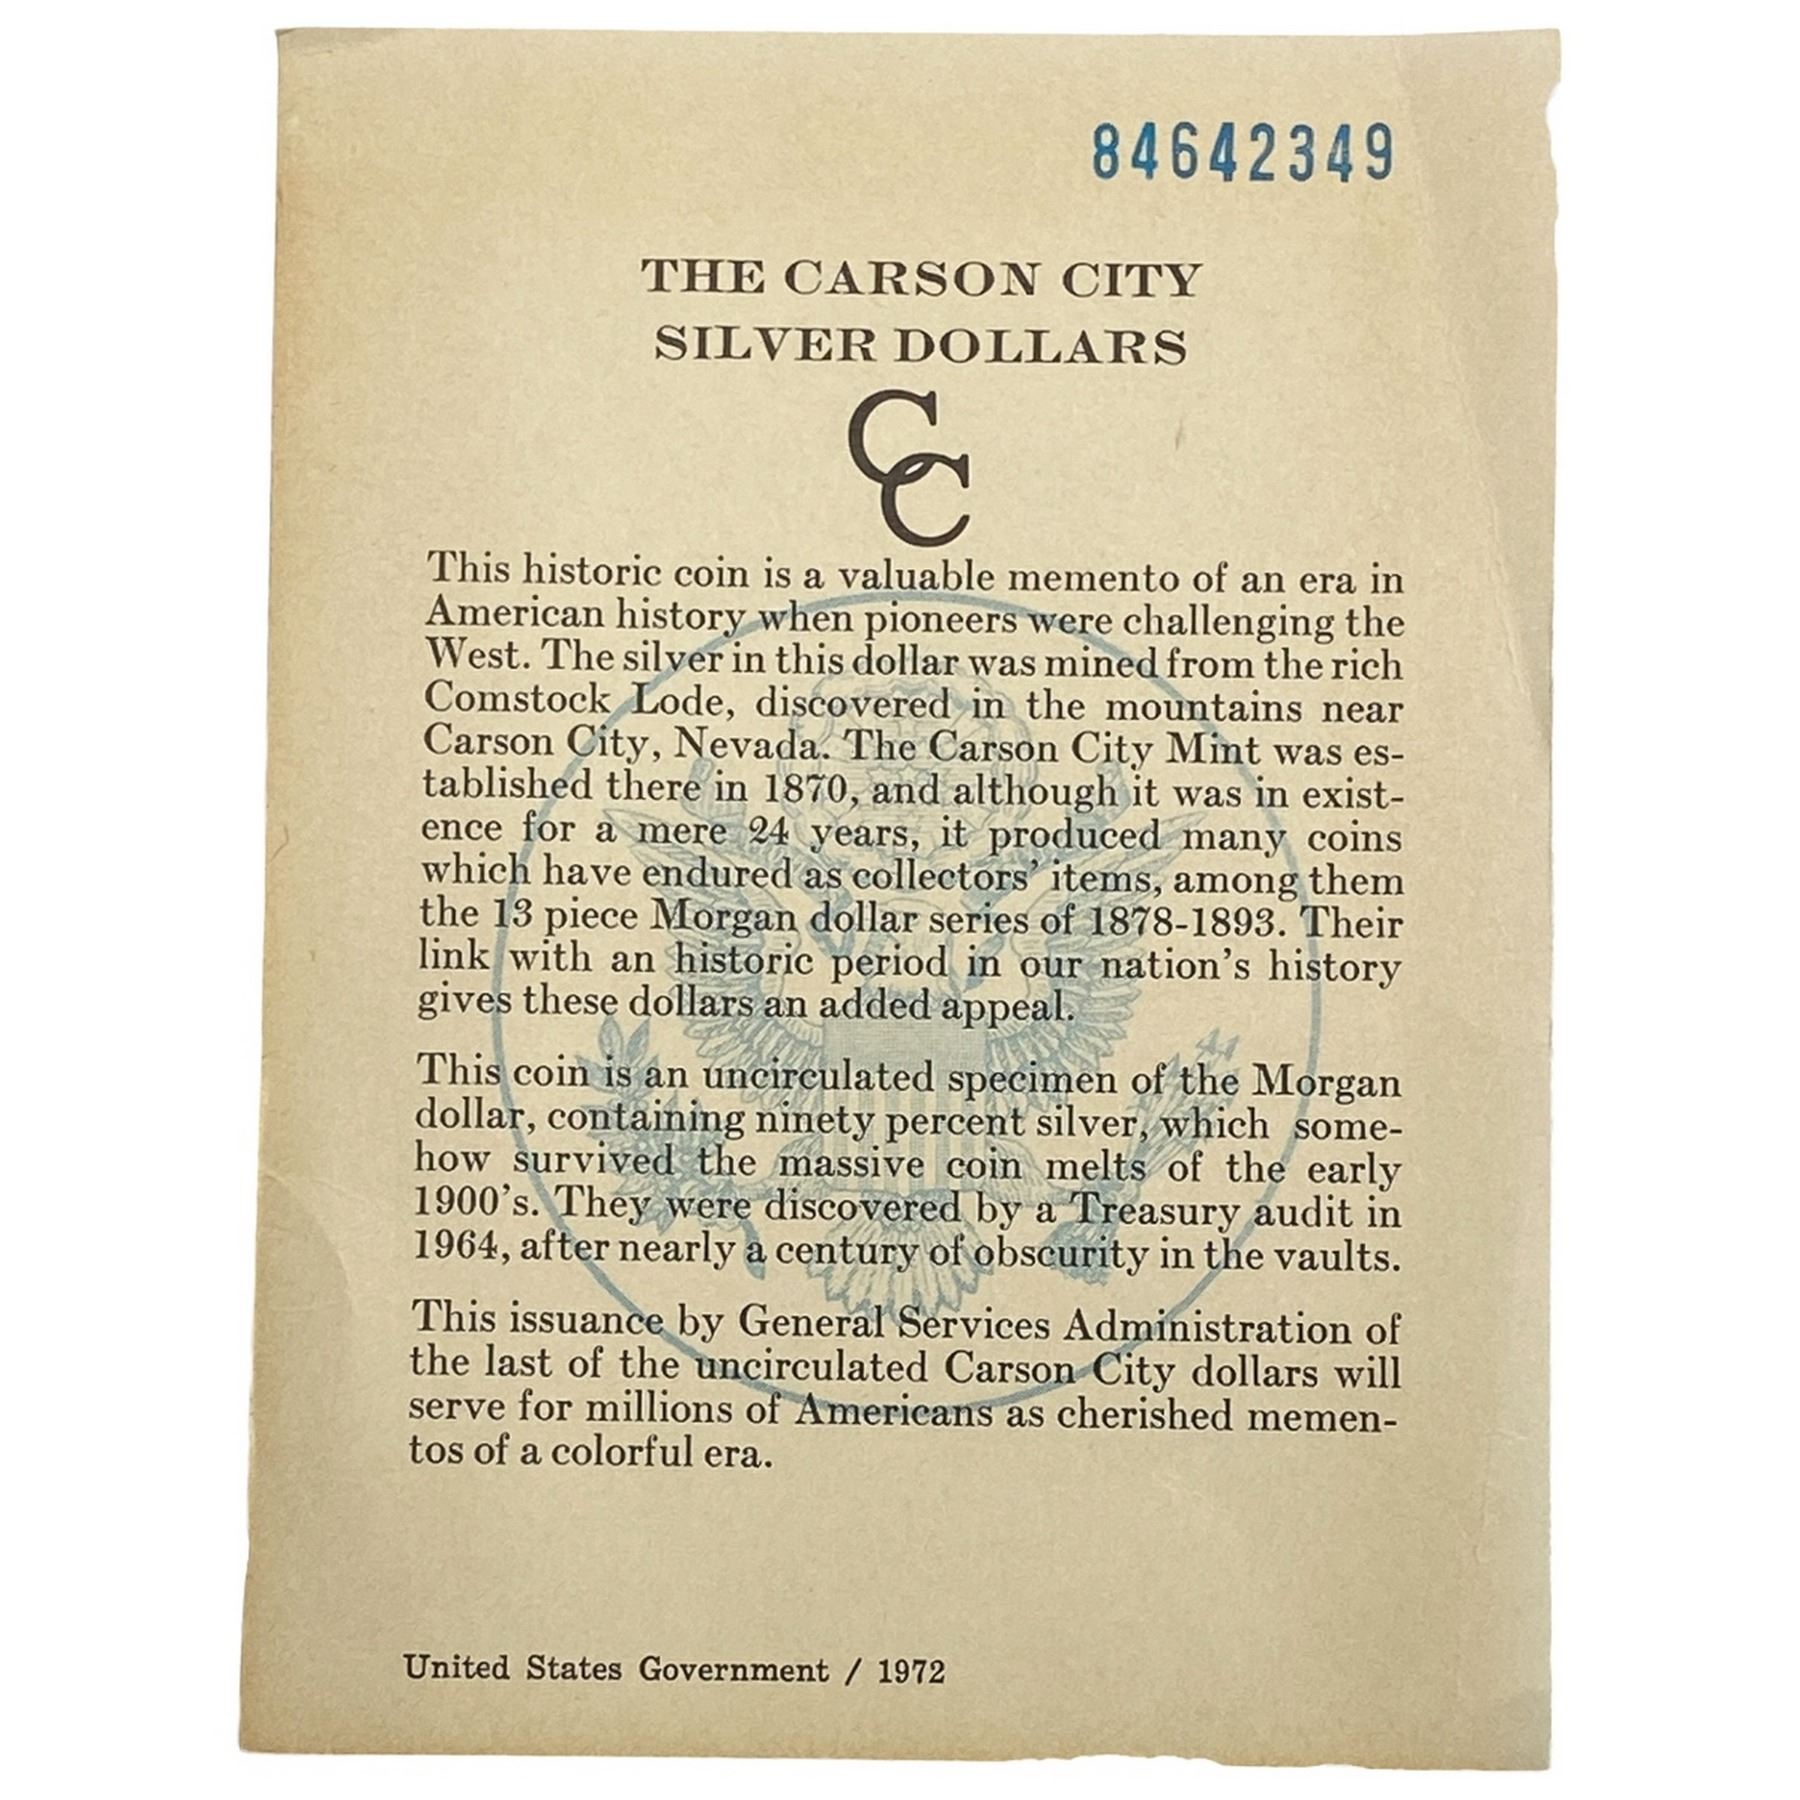 84642349
THE CARSON CITY
SILVER DOLLARS
CC
This historic coin is a valuable memento of an era in
American history when pioneers were challenging the
West. The silver in this dollar was mined from the rich
Comstock Lode, discovered in the mountains near
Carson City, Nevada. The Carson City Mint was es-
tablished there in 1870, and although it was in exist-
ence for a mere 24 years, it produced many coins
which have endured as collectors' items, among them
the 13 piece Morgan dollar series of 1878-1893. Their
link with an historic period in our nation's history
gives these dollars an added appeal.
This coin is an uncirculated specimen of the Morgan
dollar, containing ninety percent silver, which some-
how survived the massive coin melts of the early
1900's. They were discovered by a Treasury audit in
1964, after nearly a century of obscurity in the vaults.
This issuance by General Services Administration of
the last of the uncirculated Carson City dollars will
serve for millions of Americans as cherished memen-
tos of a colorful era.
United States Government / 1972